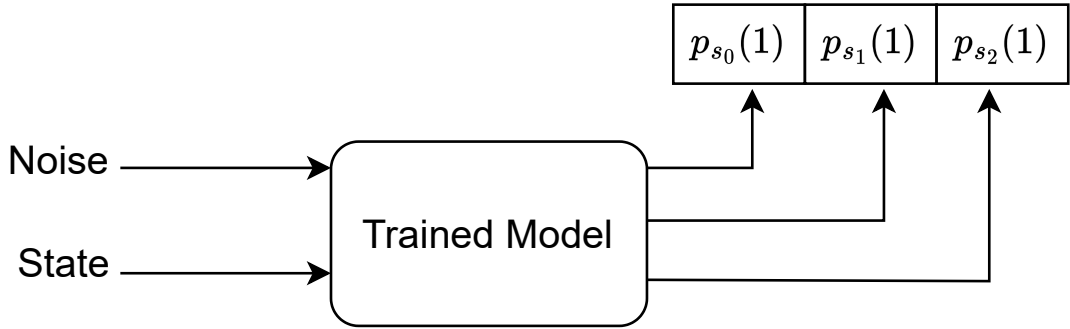 p_{s_0}(1) p_{s_1}(1) p_{s_2}(1)
Noise
Trained Model
State